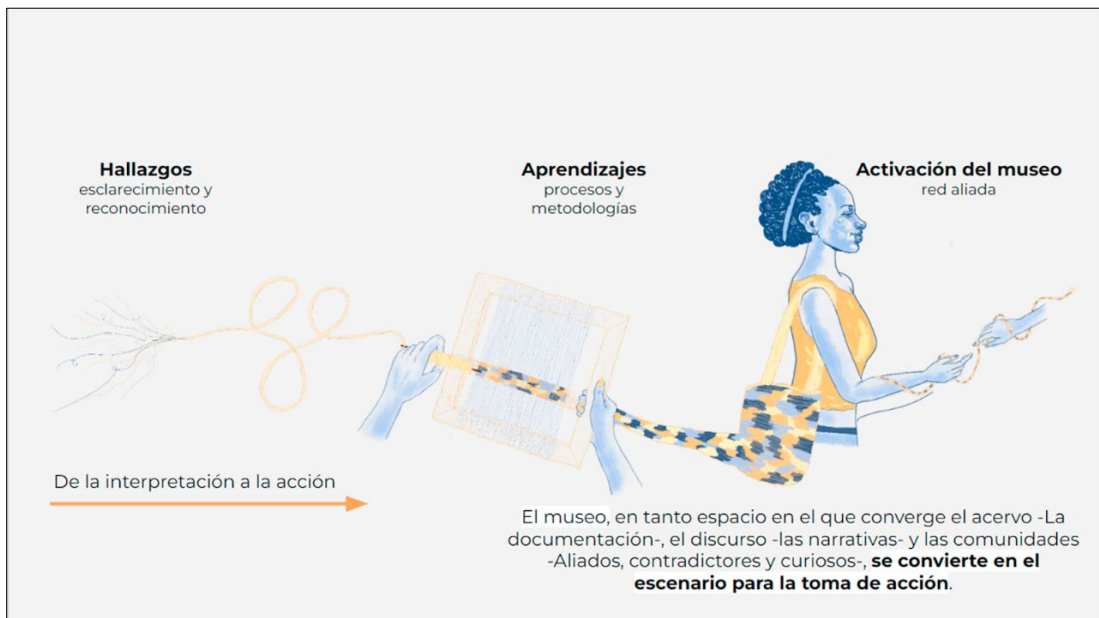 Hallazgos
esclarecimiento y
reconocimiento
Aprendizajes
procesos y
metodologías
Activación del museo
red aliada
De la interpretación a la acción
El museo, en tanto espacio en el que converge el acervo -La
documentación-, el discurso -las narrativas- y las comunidades
-Aliados, contradictores y curiosos-, se convierte en el
escenario para la toma de acción.